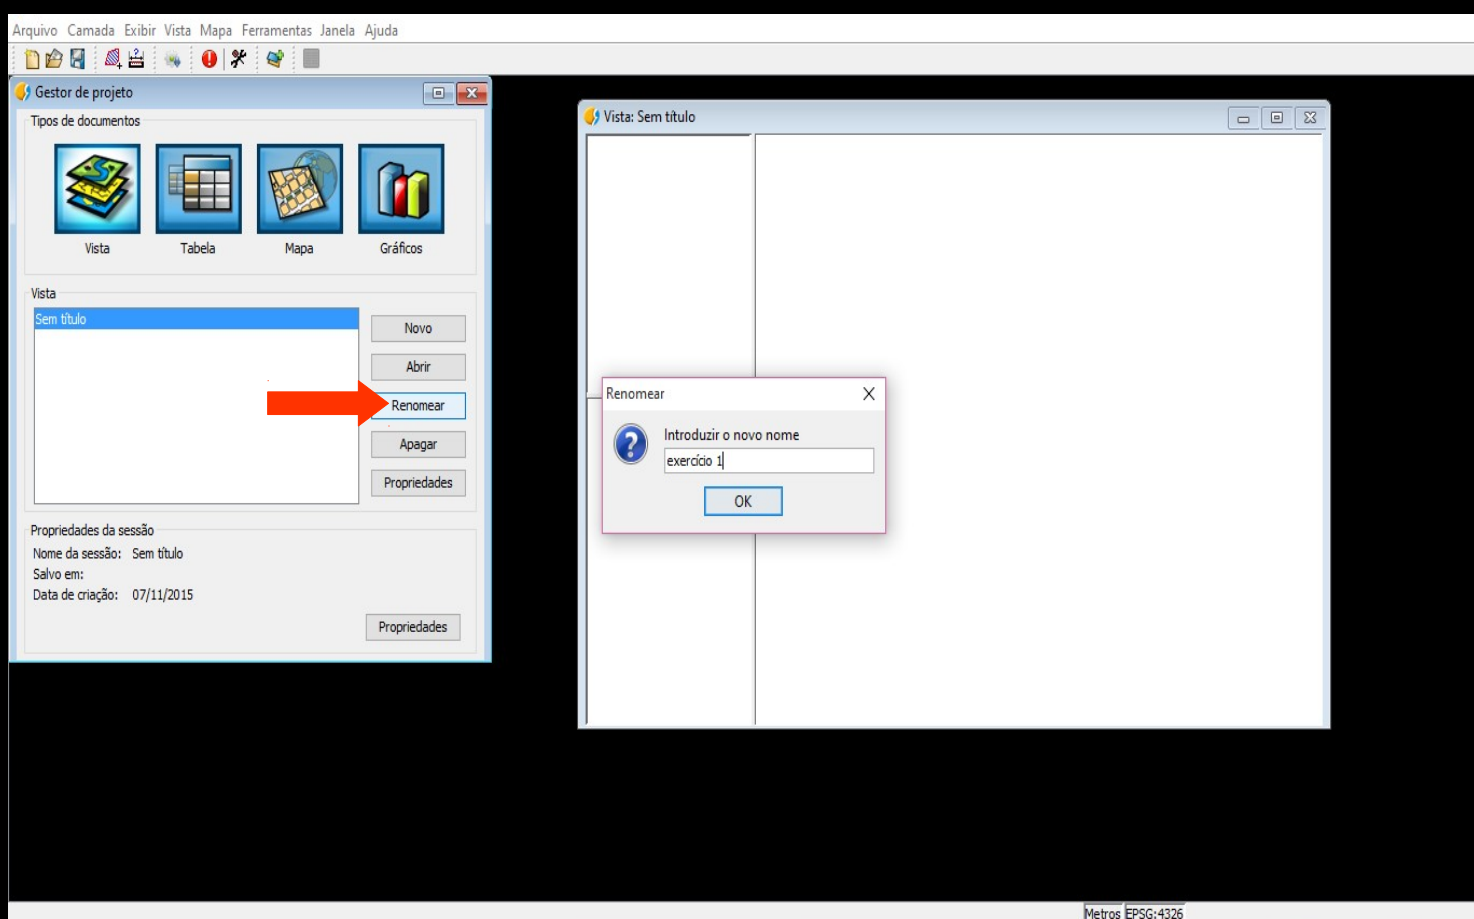 Arquivo Camada Exibir Vista Mapa Ferramentas Janela Ajuda
Gestor de projeto
Tipos de documentos
Vista Tabela Mapa Gráficos
Vista
Sem título
Novo
Abrir
Renomear
Apagar
Propriedades
Propriedades da sessão
Nome da sessão: Sem título
Salvo em:
Data de criação: 07/11/2015
Propriedades
Vista: Sem título
Renomear
Introduzir o novo nome
exercício 1
OK
Metros EPSG:4326